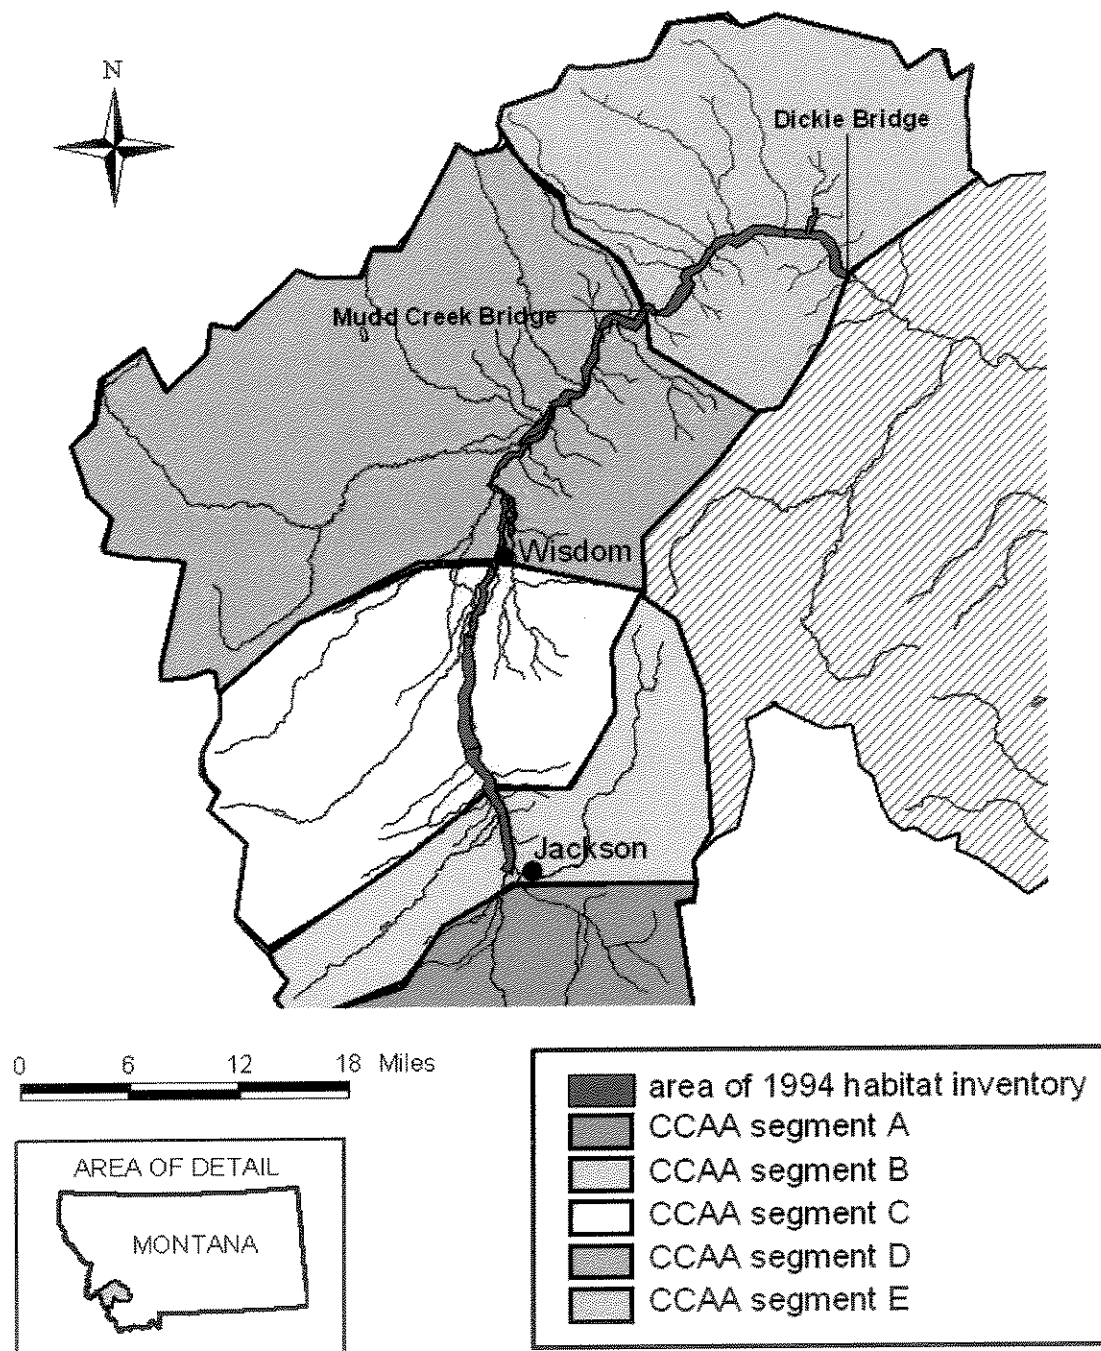 N
Dickie Bridge
Mudd Creek Bridge
Wisdom
Jackson
0 6 12 18 Miles
area of 1994 habitat inventory
CCAA segment A
CCAA segment B
CCAA segment C
CCAA segment D
CCAA segment E
AREA OF DETAIL
MONTANA